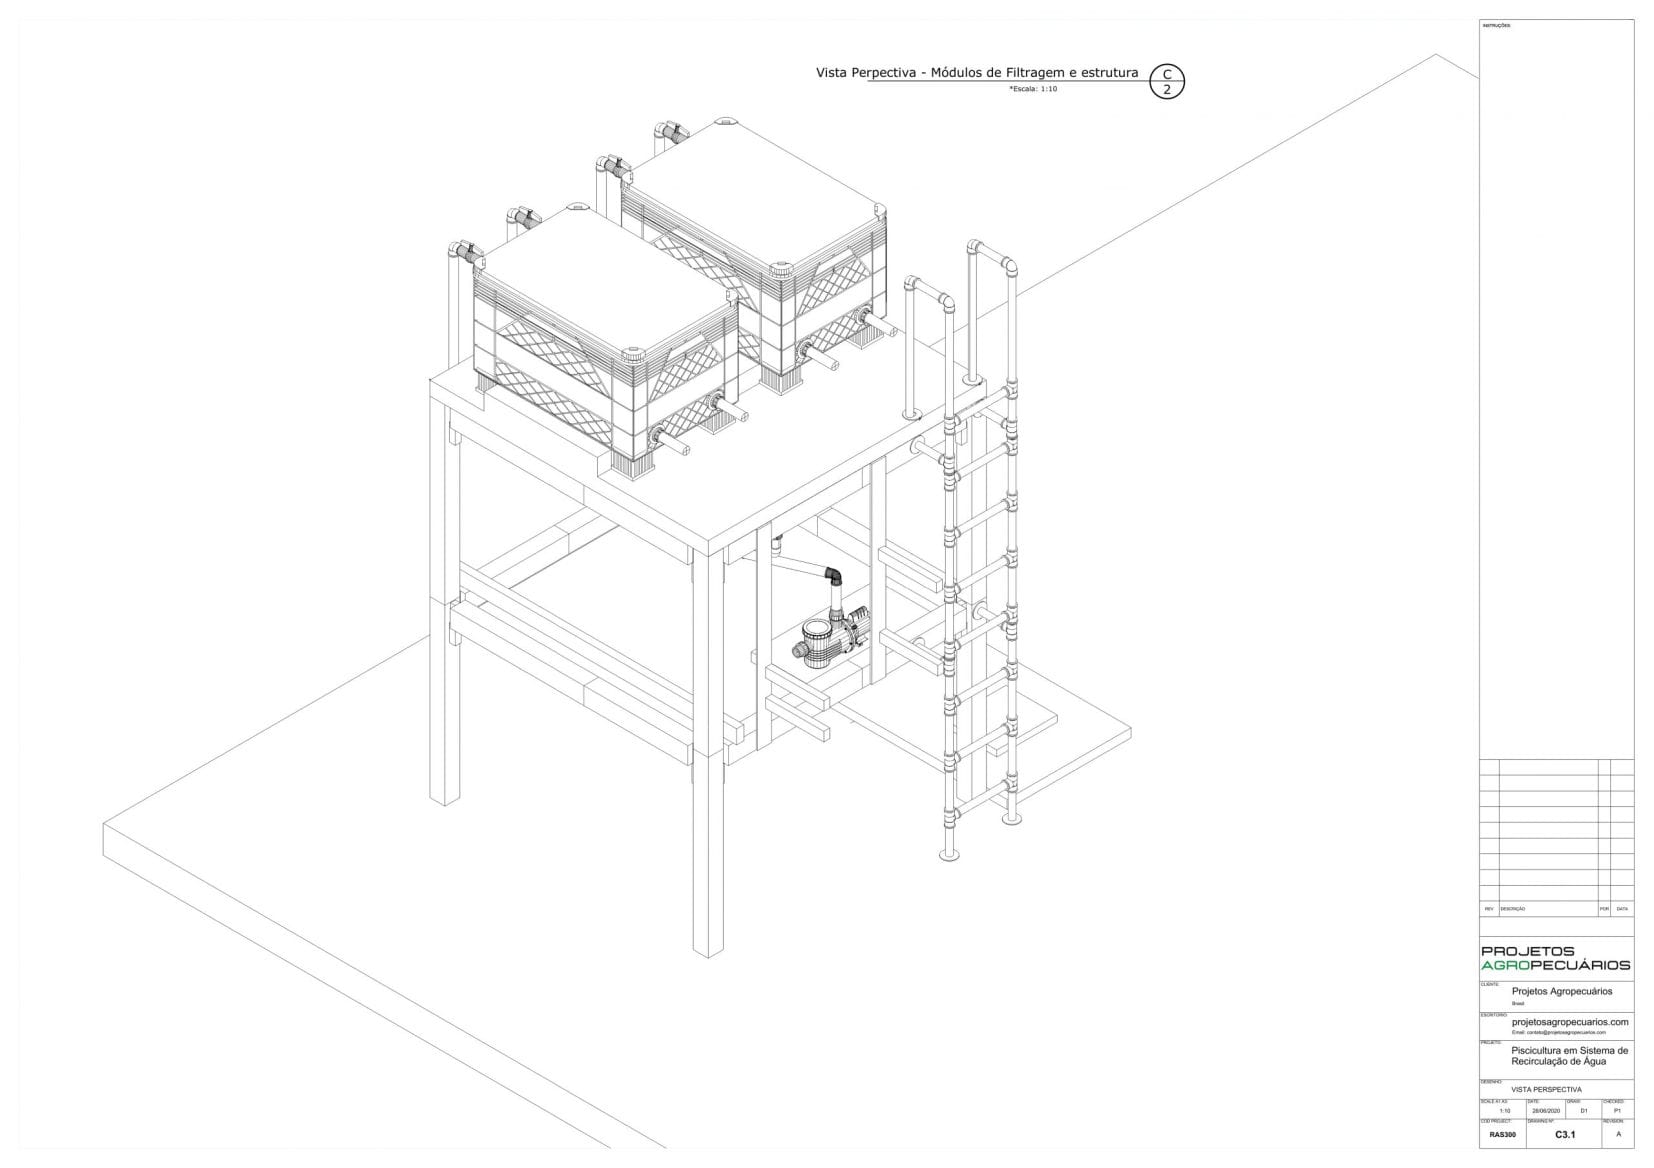 INSTRUÇÕES:
Vista Perpectiva - Módulos de Filtragem e estrutura
C
2
*Escala: 1:10
REV DESCRIÇÃO POR DATA
PROJETOS
AGROPECUÁRIOS
CLIENTE:
Projetos Agropecuários
Brasil
ESCRITÓRIO:
projetosagropecuarios.com
Email: contato@projetosagropecuarios.com
PROJETO:
Piscicultura em Sistema de
Recirculação de Água
DESENHO:
VISTA PERSPECTIVA
SCALE A1 AS: DATE: DRAW: CHECKED:
1:10 28/06/2020 D1 P1
COD PROJECT: DRAWING Nº: REVISION:
RAS300 C3.1 A